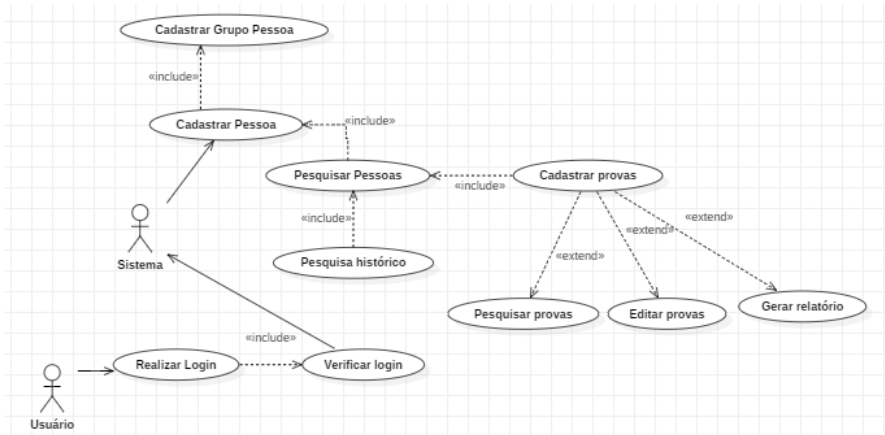 Cadastrar Grupo Pessoa
«include»
Cadastrar Pessoa
«include»
Pesquisar Pessoas
«include»
Cadastrar provas
«include»
«extend»
«extend»
«extend»
Sistema
Pesquisa histórico
Pesquisar provas
Editar provas
Gerar relatório
«include»
Realizar Login
Verificar login
Usuário